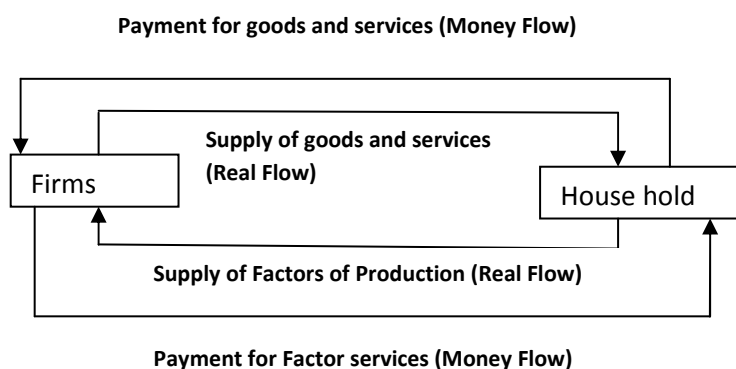 Payment for goods and services (Money Flow)
Supply of goods and services
(Real Flow)
Firms
House hold
Supply of Factors of Production (Real Flow)
Payment for Factor services (Money Flow)